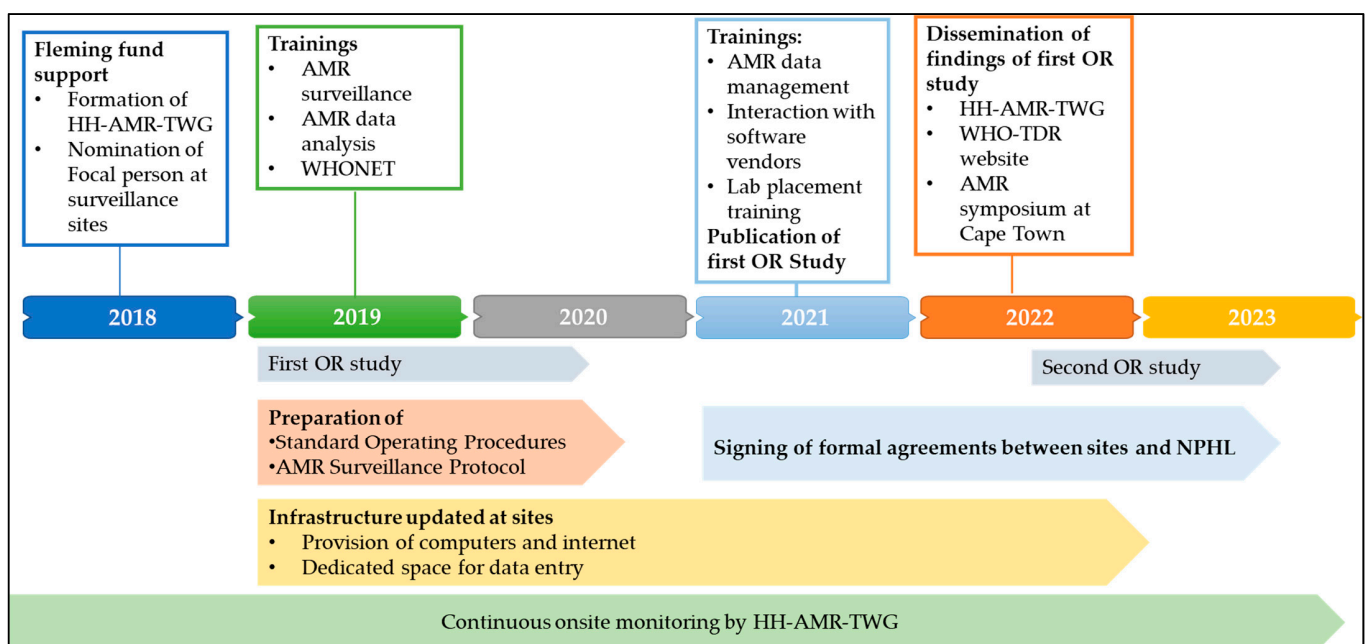 Fleming fund
support
• Formation of
HH-AMR-TWG
• Nomination of
Focal person at
surveillance
sites
Trainings
• AMR
surveillance
• AMR data
analysis
• WHONET
Trainings:
• AMR data
management
• Interaction with
software
vendors
• Lab placement
training
Publication of
first OR Study
Dissemination of
findings of first OR
study
• HH-AMR-TWG
• WHO-TDR
website
• AMR
symposium at
Cape Town
2018
2019
2020
2021
2022
2023
First OR study
Second OR study
Preparation of
•Standard Operating Procedures
•AMR Surveillance Protocol
Signing of formal agreements between sites and NPHL
Infrastructure updated at sites
• Provision of computers and internet
• Dedicated space for data entry
Continuous onsite monitoring by HH-AMR-TWG